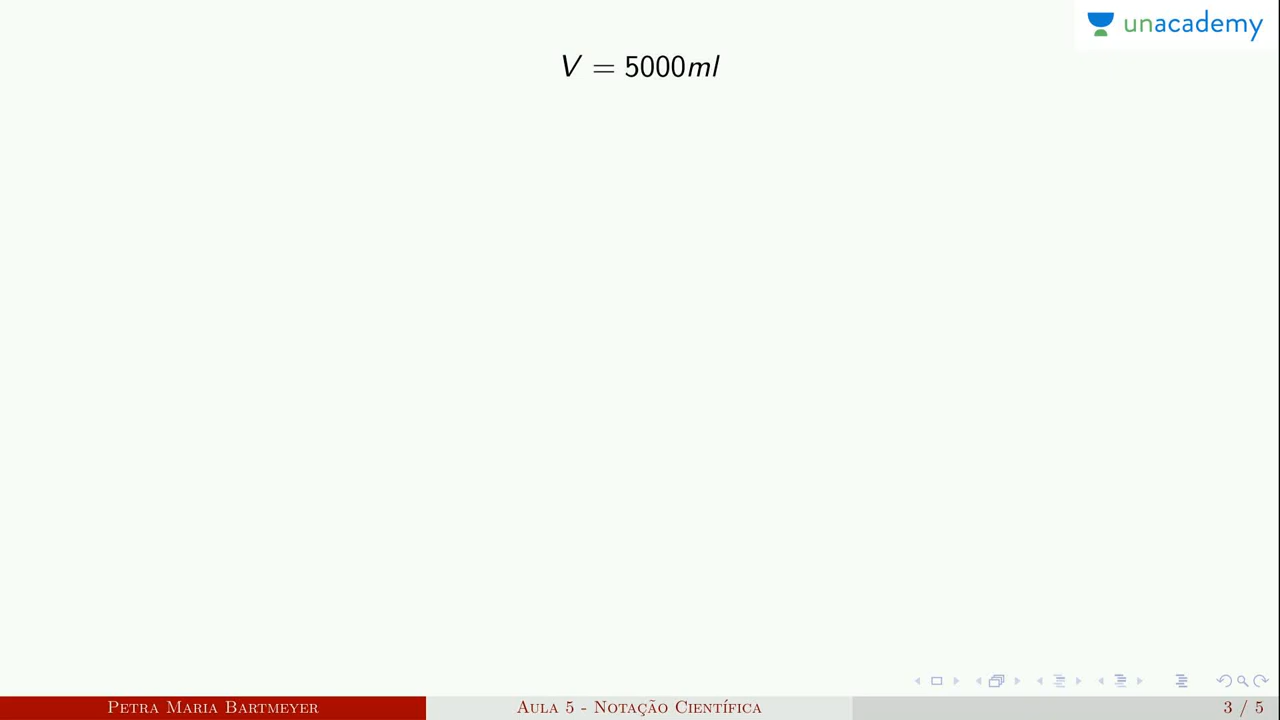 unacademy
V = 5000ml
Petra Maria Bartmeyer
Aula 5 - Notação Científica
3 / 5